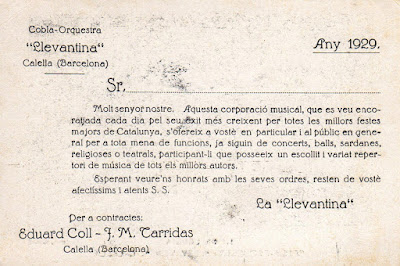 Cobla-Orquestra
"Llevantina"
Calella (Barcelona)
Any 1929.
Sr.
Molt senyor nostre. Aquesta corporació musical, que es veu enco-
ratjada cada dia pel seu éxit més creixent per totes les millors festes
majors de Catalunya, s'ofereix a vostè en particular i al públic en gene-
ral per a tota mena de funcions, ja siguin de concerts, balls, sardanes,
religioses o teatrals, participant-li que posseeix un escollit i variat reper-
tori de música de tots els millors autors.
Esperant veure'ns honrats amb les seves ordres, resten de vostè
afectíssims i atents S. S.
La "Llevantina"
Per a contractes:
Eduard Coll - J. M. Tarridas
Calella (Barcelona)